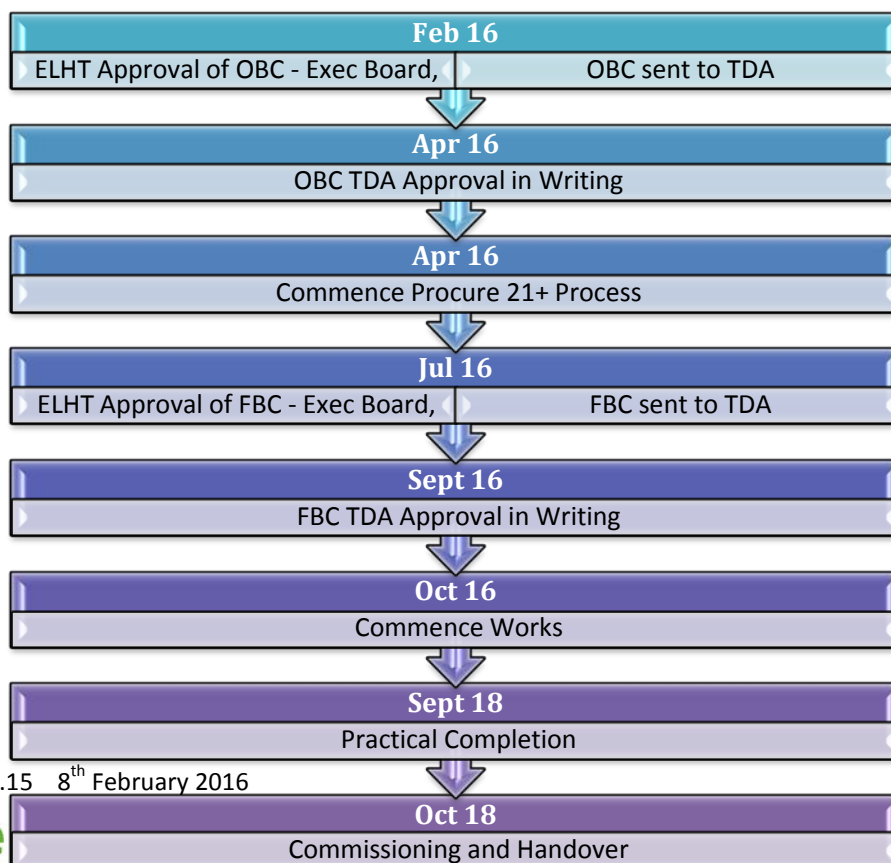 Feb 16
ELHT Approval of OBC - Exec Board, OBC sent to TDA
Apr 16
OBC TDA Approval in Writing
Apr 16
Commence Procure 21+ Process
Jul 16
ELHT Approval of FBC - Exec Board, FBC sent to TDA
Sept 16
FBC TDA Approval in Writing
Oct 16
Commence Works
Sept 18
Practical Completion
.15 8th February 2016
Oct 18
e Commissioning and Handover